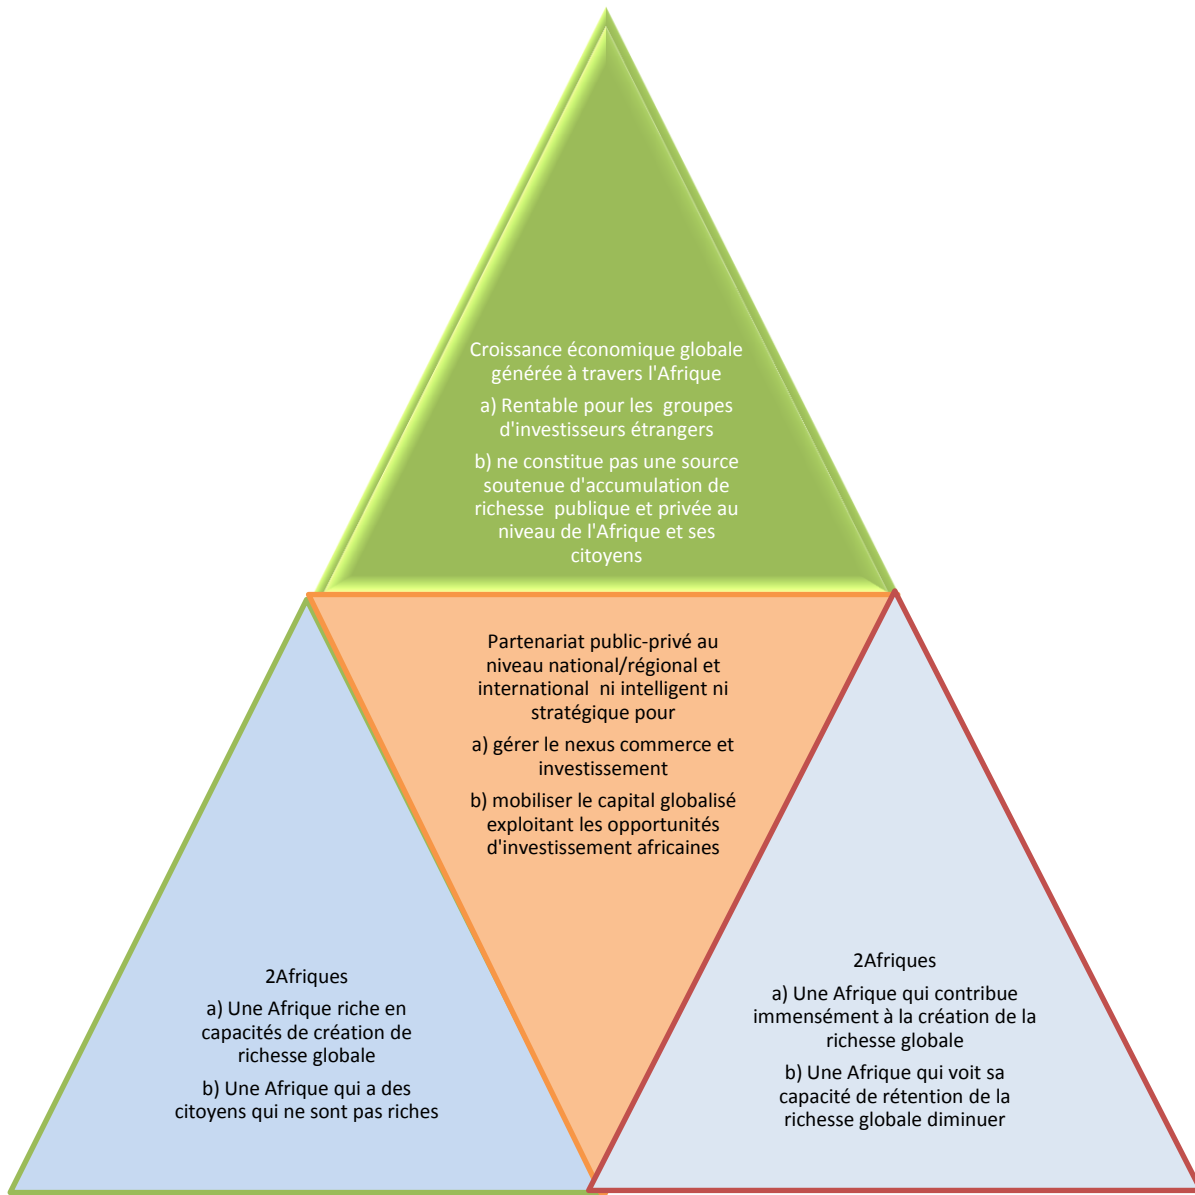 Croissance économique globale
générée à travers l'Afrique
a) Rentable pour les groupes
d'investisseurs étrangers
b) ne constitue pas une source
soutenue d'accumulation de
richesse publique et privée au
niveau de l'Afrique et ses
citoyens
Partenariat public-privé au
niveau national/régional et
international ni intelligent ni
stratégique pour
a) gérer le nexus commerce et
investissement
b) mobiliser le capital globalisé
exploitant les opportunités
d'investissement africaines
2Afriques
a) Une Afrique riche en
capacités de création de
richesse globale
b) Une Afrique qui a des
citoyens qui ne sont pas riches
2Afriques
a) Une Afrique qui contribue
immensément à la création de la
richesse globale
b) Une Afrique qui voit sa
capacité de rétention de la
richesse globale diminuer